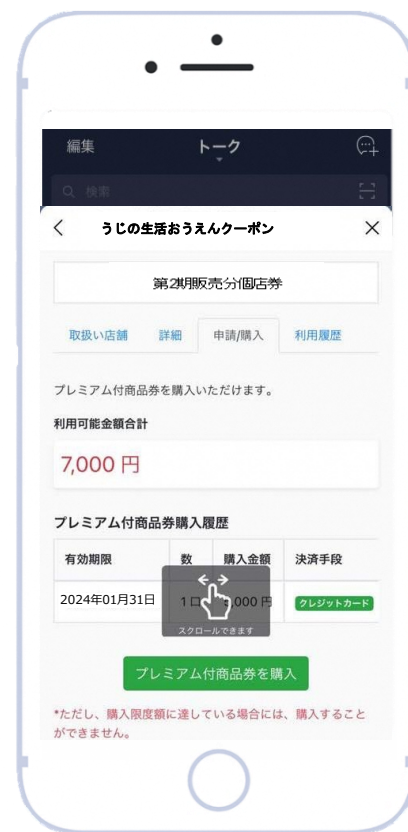 編集
トーク
検索
うじの生活おうえんクーポン
第2期販売分個店券
取扱い店舗 詳細 申請/購入 利用履歴
プレミアム付商品券を購入いただけます。
利用可能金額合計
7,000 円
プレミアム付商品券購入履歴
有効期限 数 購入金額 決済手段
2024年01月31日 1口 ,000 円 クレジットカード
スクロールできます
プレミアム付商品券を購入
*ただし、購入限度額に達している場合には、購入すること
ができません。